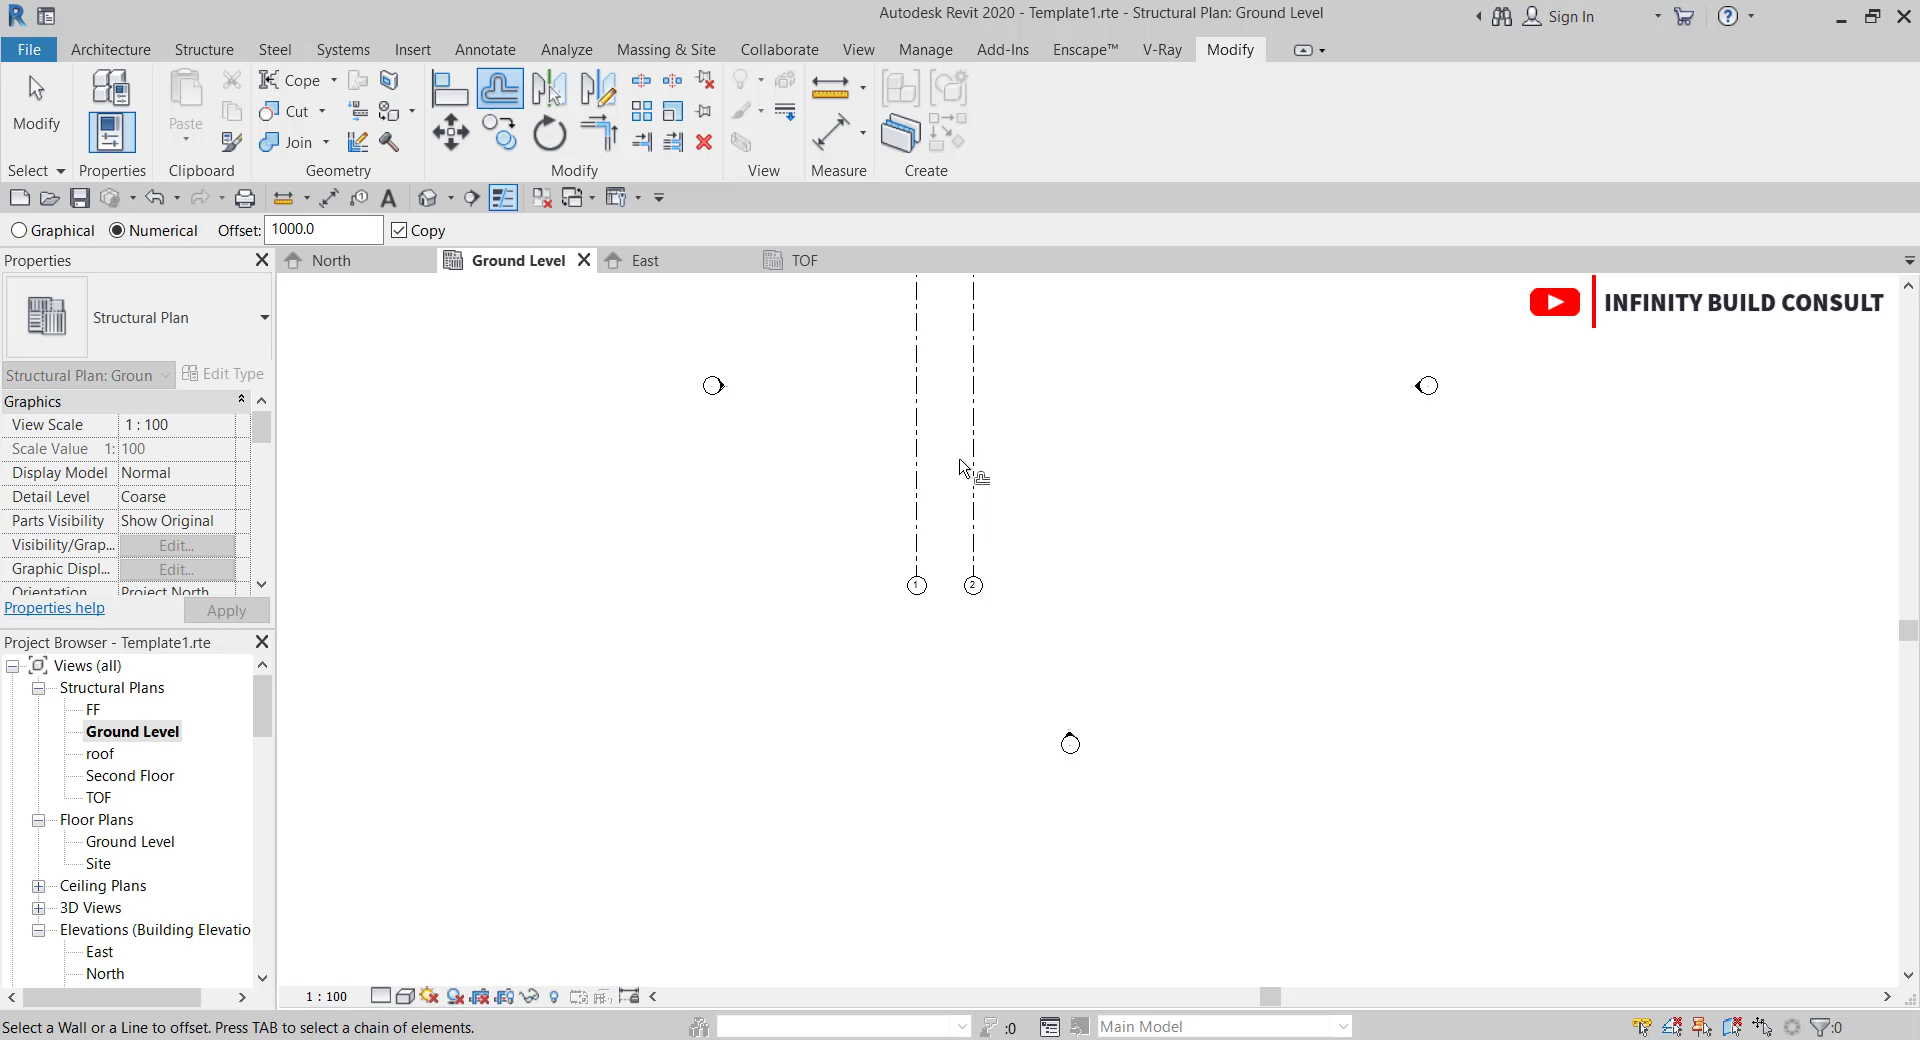 Autodesk Revit 2020 - Template1.rte - Structural Plan: Ground Level
Sign In
File Architecture Structure Steel Systems Insert Annotate Analyze Massing & Site Collaborate View Manage Add-Ins Enscape™ V-Ray Modify
Modify
Paste
Cope
Cut
Join
Select Properties Clipboard Geometry Modify View Measure Create
Graphical Numerical Offset: 1000.0 Copy
Properties
North Ground Level East TOF
Structural Plan
INFINITY BUILD CONSULT
Structural Plan: Groun Edit Type
Graphics
View Scale 1 : 100
Scale Value 1: 100
Display Model Normal
Detail Level Coarse
Parts Visibility Show Original
Visibility/Grap... Edit...
Graphic Displ... Edit...
Orientation Project North
Properties help Apply
1 2
Project Browser - Template1.rte
Views (all)
Structural Plans
FF
Ground Level
roof
Second Floor
TOF
Floor Plans
Ground Level
Site
Ceiling Plans
3D Views
Elevations (Building Elevatio
East
North
1 : 100
Select a Wall or a Line to offset. Press TAB to select a chain of elements.
:0
Main Model
:0